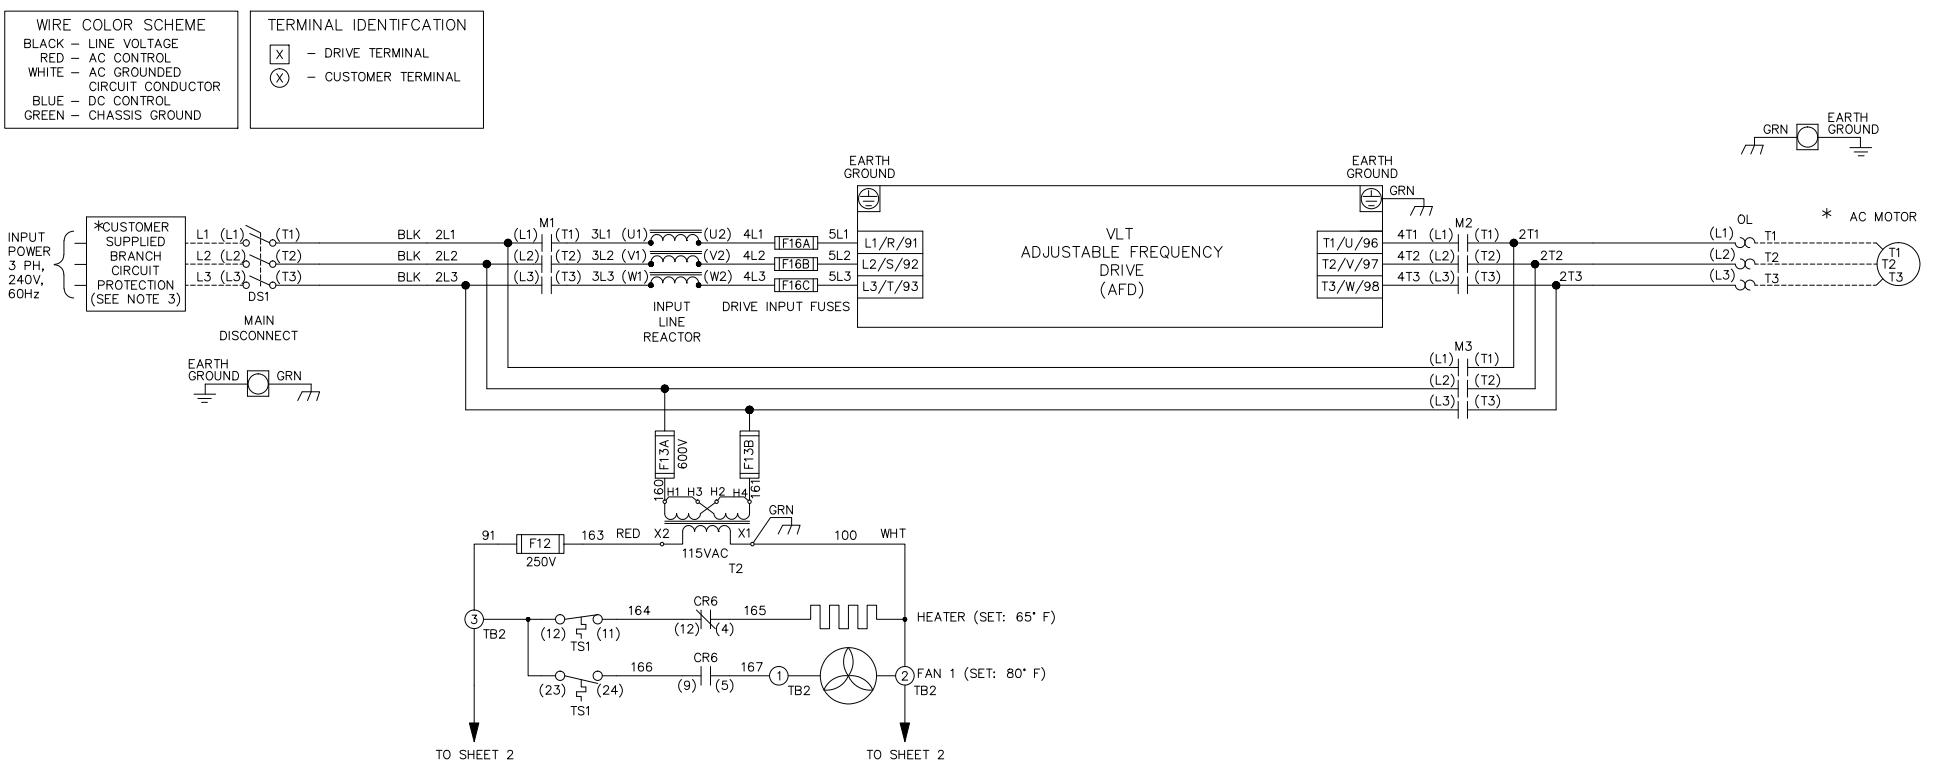 WIRE COLOR SCHEME
BLACK – LINE VOLTAGE
RED – AC CONTROL
WHITE – AC GROUNDED
CIRCUIT CONDUCTOR
BLUE – DC CONTROL
GREEN – CHASSIS GROUND
TERMINAL IDENTIFCATION
X – DRIVE TERMINAL
X – CUSTOMER TERMINAL
GRN
EARTH
GROUND
EARTH
GROUND
EARTH
GROUND
GRN
INPUT
POWER
3 PH,
240V,
60Hz
*CUSTOMER
SUPPLIED
BRANCH
CIRCUIT
PROTECTION
(SEE NOTE 3)
L1 (L1) (T1) BLK 2L1 (L1) M1 (T1) 3L1 (U1) (U2) 4L1 F16A 5L1 L1/R/91
L2 (L2) (T2) BLK 2L2 (L2) (T2) 3L2 (V1) (V2) 4L2 F16B 5L2 L2/S/92
L3 (L3) (T3) BLK 2L3 (L3) (T3) 3L3 (W1) (W2) 4L3 F16C 5L3 L3/T/93
DS1
MAIN
DISCONNECT
INPUT
LINE
REACTOR
DRIVE INPUT FUSES
VLT
ADJUSTABLE FREQUENCY
DRIVE
(AFD)
T1/U/96 4T1 (L1) M2 (T1) 2T1 (L1) OL T1
T2/V/97 4T2 (L2) (T2) 2T2 (L2) T2
T3/W/98 4T3 (L3) (T3) 2T3 (L3) T3
* AC MOTOR
T1
T2
T3
EARTH
GROUND GRN
M3
(L1) (T1)
(L2) (T2)
(L3) (T3)
F13A
600V
F13B
160
161
H1 H3 H2 H4
GRN
91 F12 163 RED X2 X1 100 WHT
250V
115VAC
T2
3
TB2
(12) (11) 164 CR6 165 HEATER (SET: 65° F)
TS1
(12) (4)
(23) (24) 166 CR6 167 1 2 FAN 1 (SET: 80° F)
TS1
(9) (5)
TB2
TB2
TO SHEET 2
TO SHEET 2